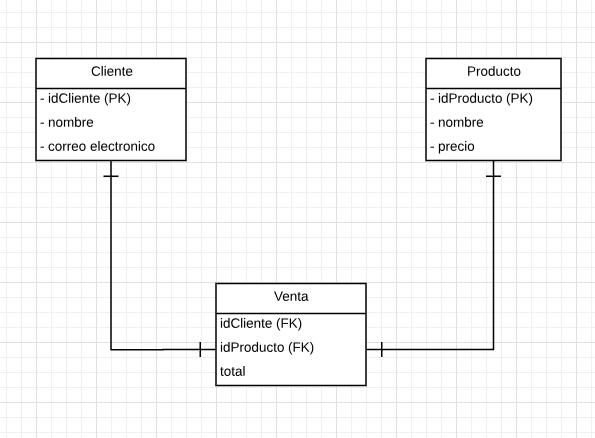 Cliente
- idCliente (PK)
- nombre
- correo electronico
Producto
- idProducto (PK)
- nombre
- precio
Venta
idCliente (FK)
idProducto (FK)
total